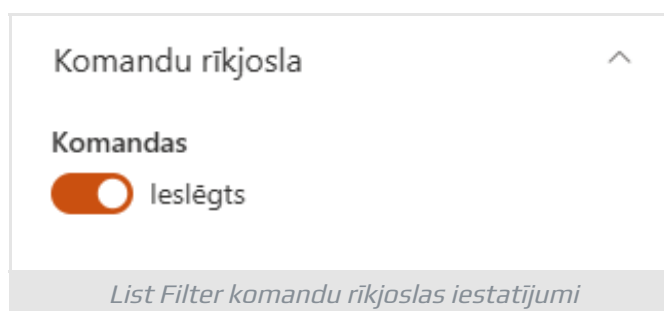 Komandu rīkjosla
Komandas
Ieslēgts
List Filter komandu rīkjoslas iestatījumi